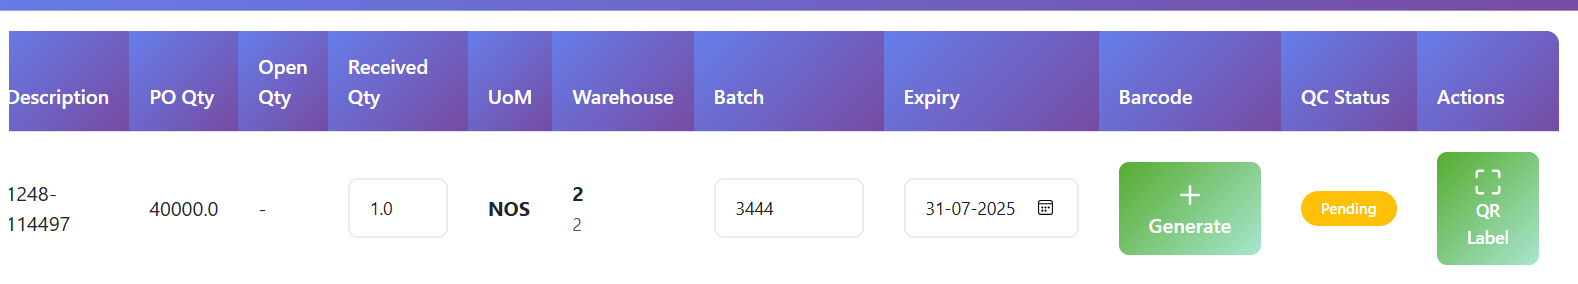 Description PO Qty Open Qty Received Qty UoM Warehouse Batch Expiry Barcode QC Status Actions
1248-114497 40000.0 - 1.0 NOS 2 2 3444 31-07-2025 Generate Pending QR Label